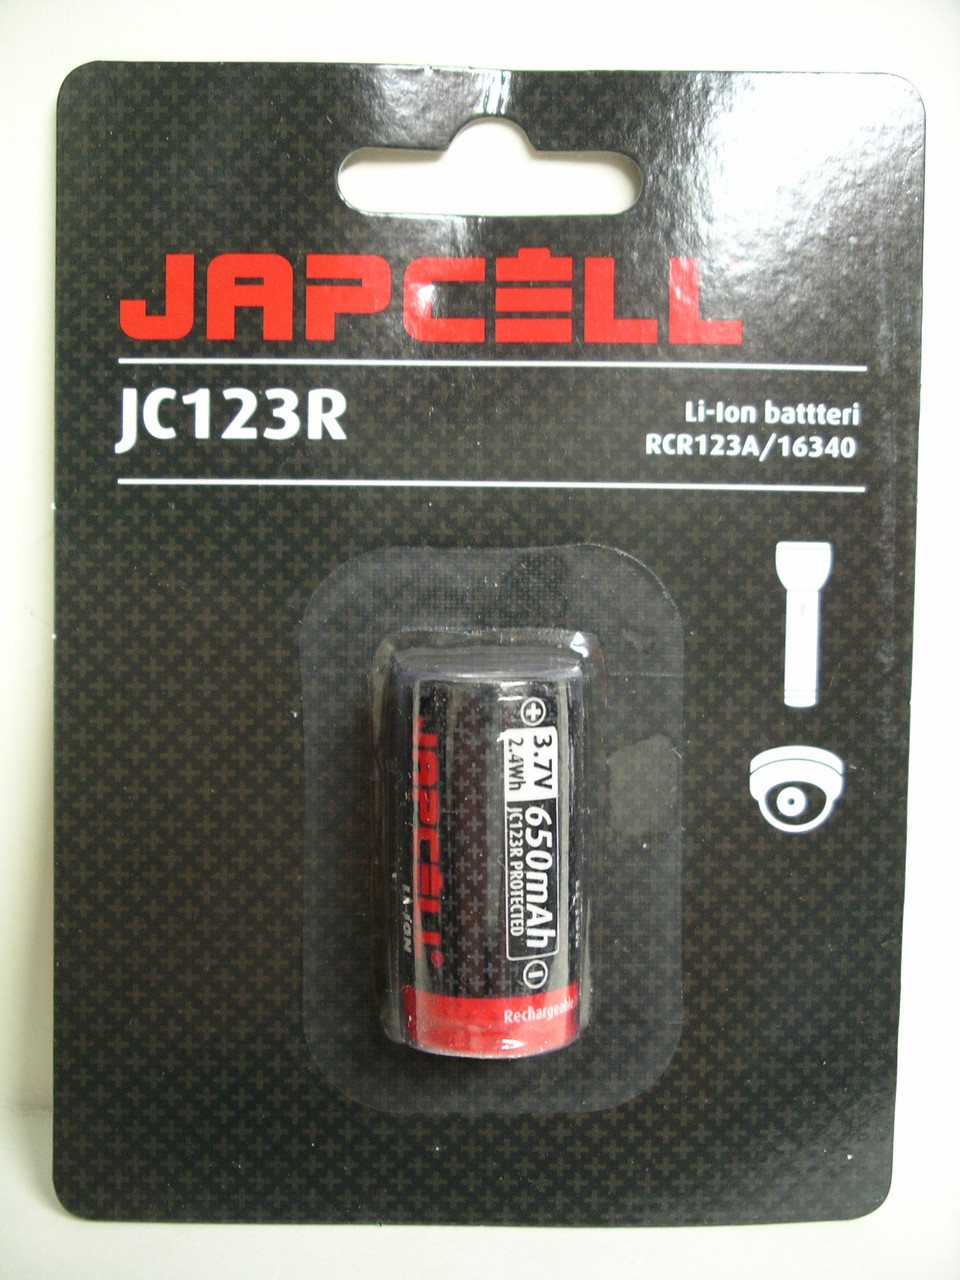 JAPCELL
JC123R
Li-Ion battteri
RCR123A/16340
3.7V 650mAh
2.4Wh JC123R PROTECTED
JAPCELL
Rechargeable